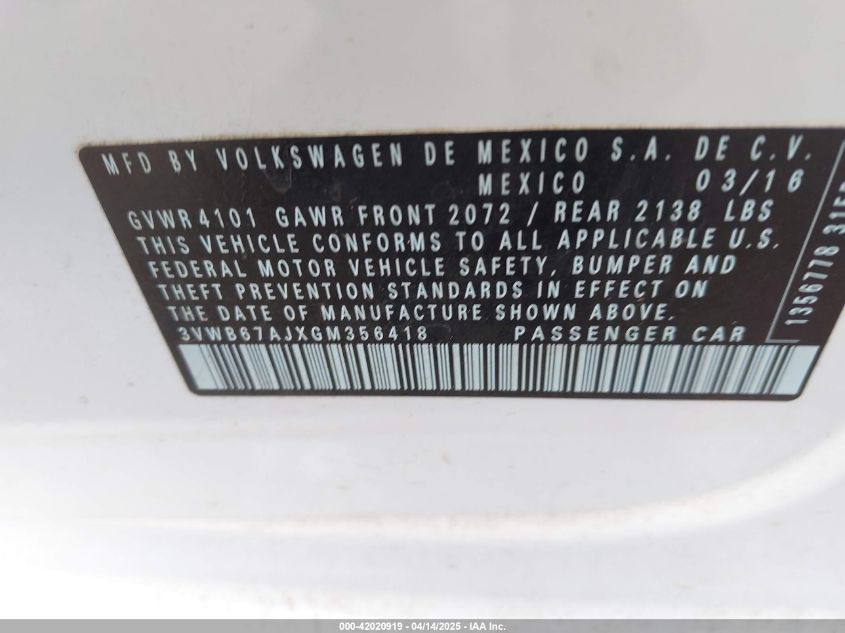 MFD BY VOLKSWAGEN DE MEXICO S.A. DE C.V.
MEXICO 03/16
GVWR 4101 GAWR FRONT 2072 / REAR 2138 LBS
THIS VEHICLE CONFORMS TO ALL APPLICABLE U.S.
FEDERAL MOTOR VEHICLE SAFETY, BUMPER AND
THEFT PREVENTION STANDARDS IN EFFECT ON
THE DATE OF MANUFACTURE SHOWN ABOVE.
3VWB67AJXGM356418 PASSENGER CAR
1356778
000-42020919 - 04/14/2025 - IAA Inc.